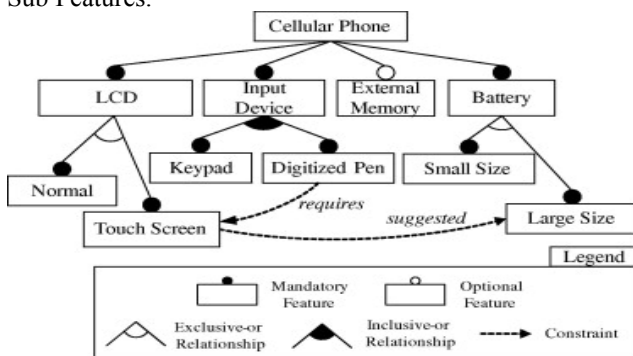 Sub Features.
Cellular Phone
LCD
Input
Device
External
Memory
Battery
Keypad
Digitized Pen
Small Size
Normal
requires
suggested
Touch Screen
Large Size
Legend
Mandatory
Feature
Optional
Feature
Exclusive-or
Relationship
Inclusive-or
Relationship
Constraint